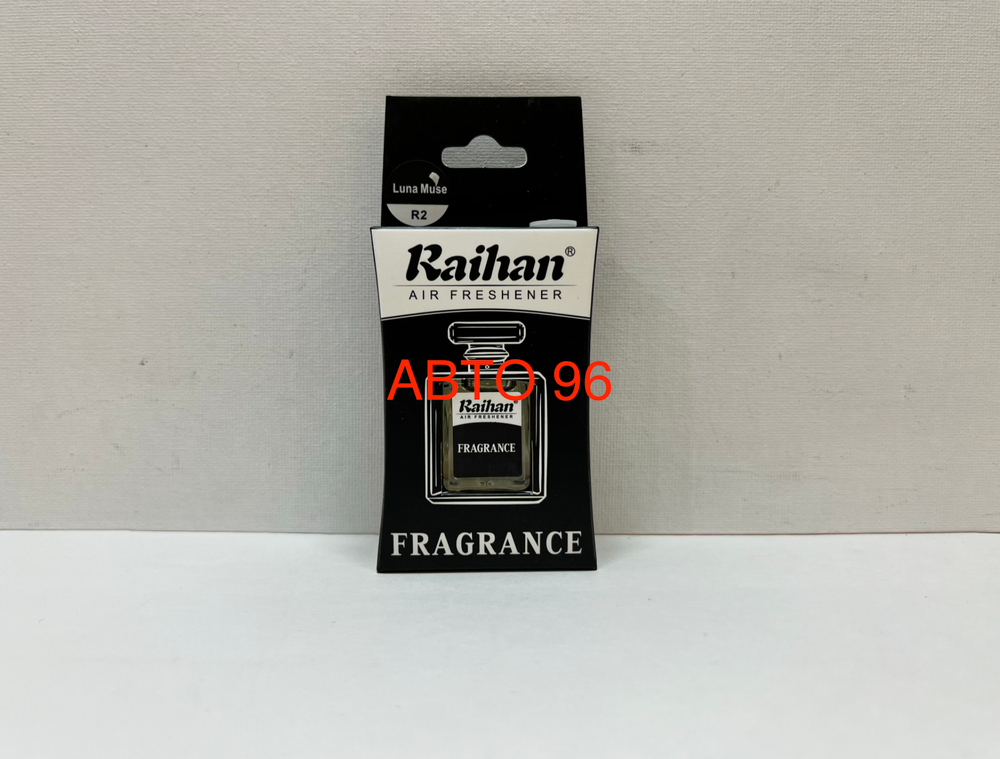 Luna Muse
R2
Raihan®
AIR FRESHENER
АВТО 96
Raihan
AIR FRESHENER
FRAGRANCE
FRAGRANCE